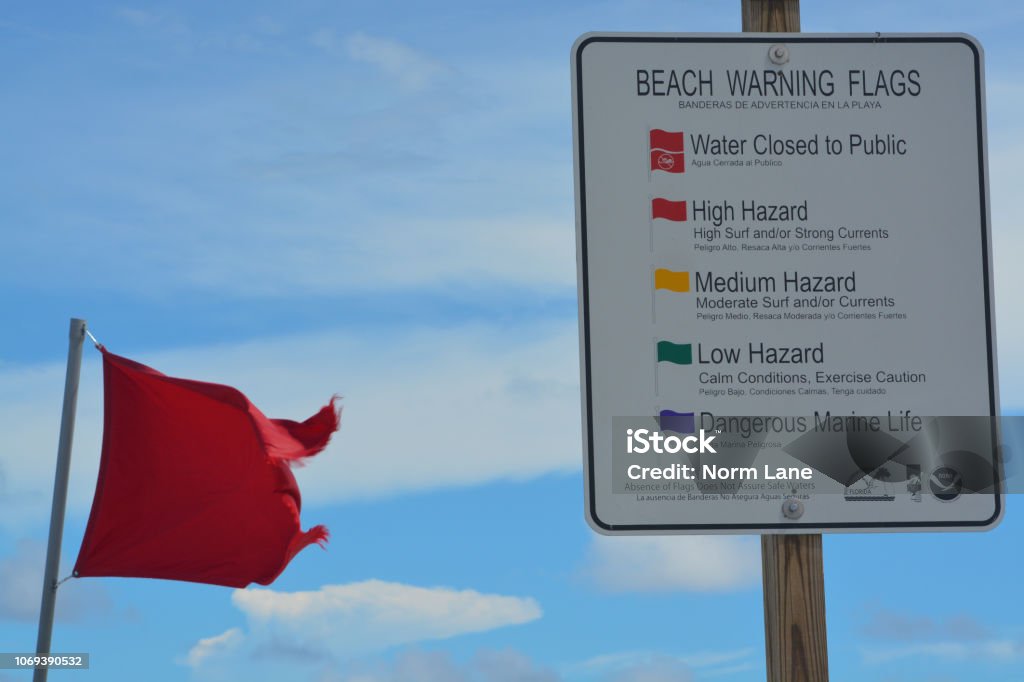 BEACH WARNING FLAGS
BANDERAS DE ADVERTENCIA EN LA PLAYA
Water Closed to Public
Agua Cerrada al Publico
High Hazard
High Surf and/or Strong Currents
Peligro Alto, Resaca Alta y/o Corrientes Fuertes
Medium Hazard
Moderate Surf and/or Currents
Peligro Medio, Resaca Moderada y/o Corrientes Fuertes
Low Hazard
Calm Conditions, Exercise Caution
Peligro Bajo, Condiciones Calmas, Tenga cuidado
Dangerous Marine Life
Marina Peligrosa
iStock™
Credit: Norm Lane
Absence of Flags Does Not Assure Safe Waters
La ausencia de Banderas No Asegura Aguas Seguras
FLORIDA
1069390532